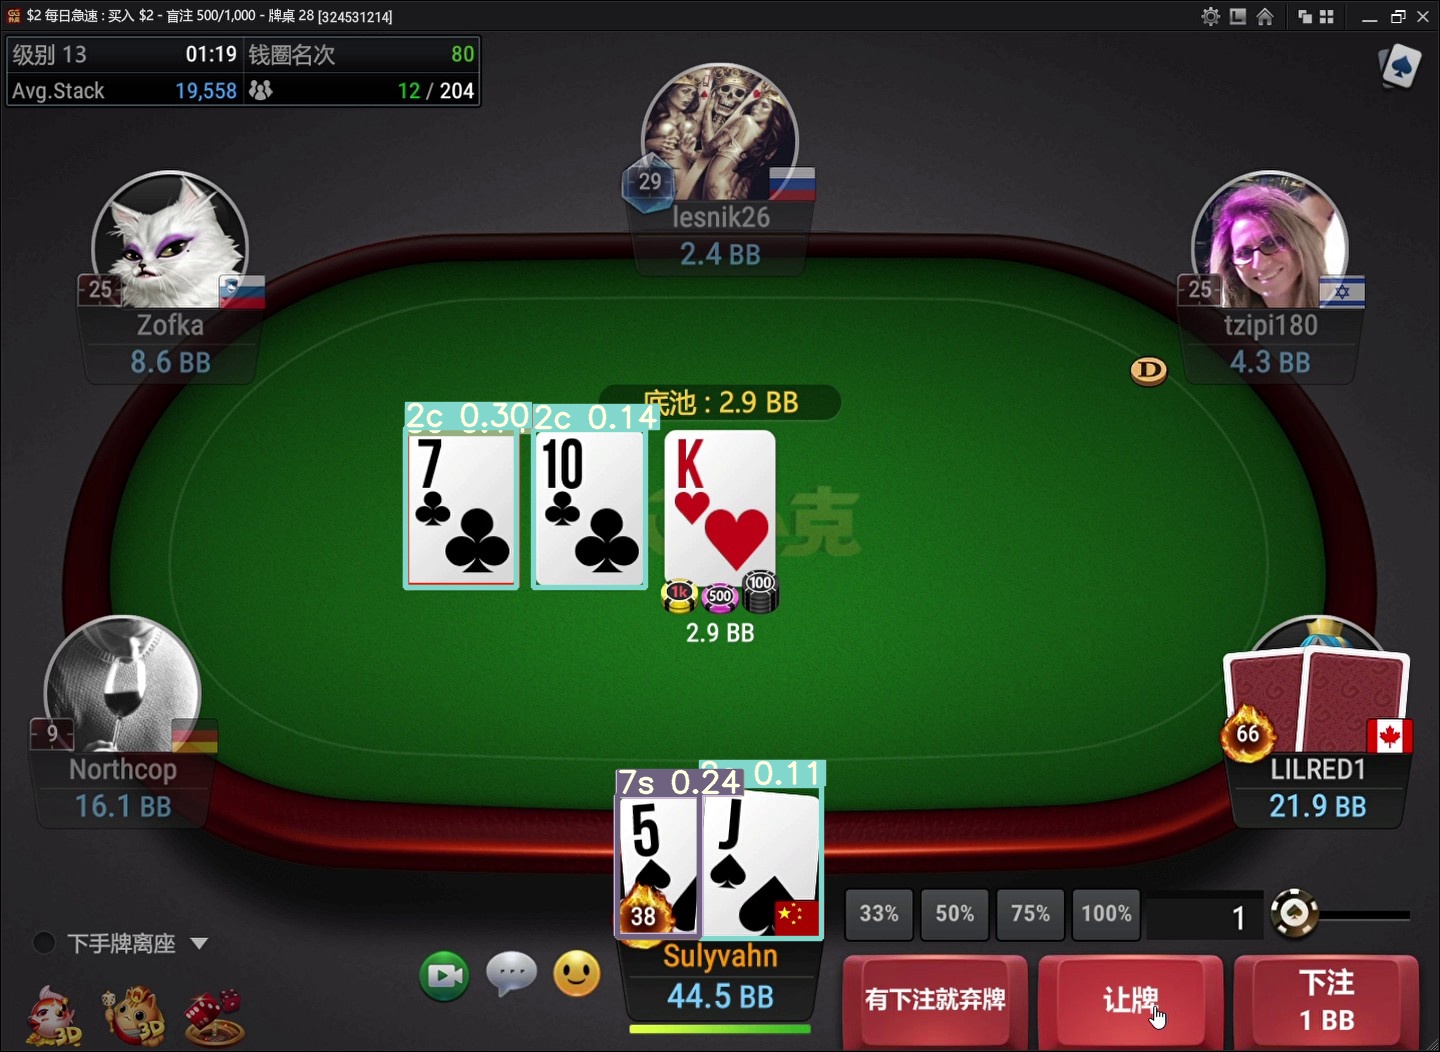 $2 每日急速 : 买入 $2 - 盲注 500/1,000 - 牌桌 28 [324531214]
级别 13 01:19 钱圈名次 80
Avg.Stack 19,558 12 / 204
29
lesnik26
2.4 BB
25
Zofka
8.6 BB
25
tzipi180
4.3 BB
D
底池 : 2.9 BB
2c 0.30 2c 0.14
7 10 K
克
1k 500 100
2.9 BB
9
Northcop
16.1 BB
66
LILRED1
21.9 BB
7s 0.24 0.11
5 J
38
Sulyvahn
44.5 BB
33% 50% 75% 100% 1
下手牌离座
3D 3D
有下注就弃牌 让牌 下注
1 BB